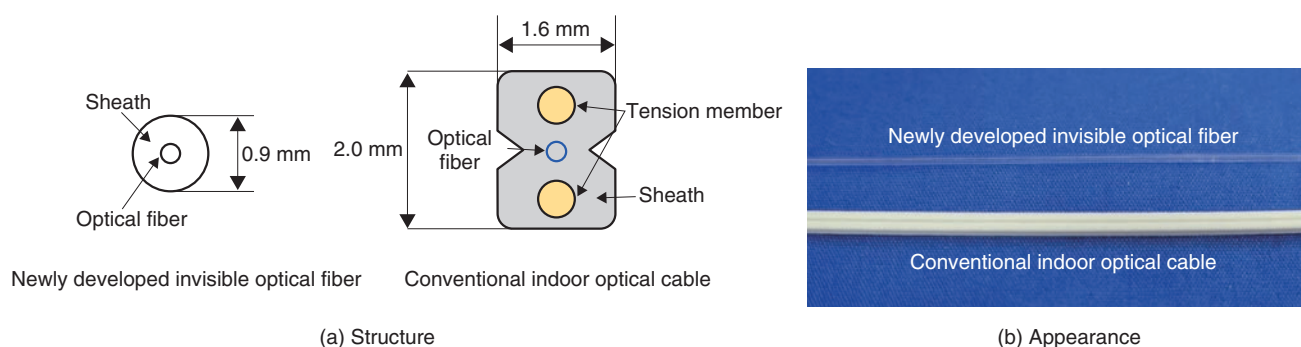 1.6 mm
Sheath
0.9 mm
Optical fiber
Newly developed invisible optical fiber
2.0 mm
Optical
fiber
Tension member
Sheath
Conventional indoor optical cable
(a) Structure
Newly developed invisible optical fiber
Conventional indoor optical cable
(b) Appearance